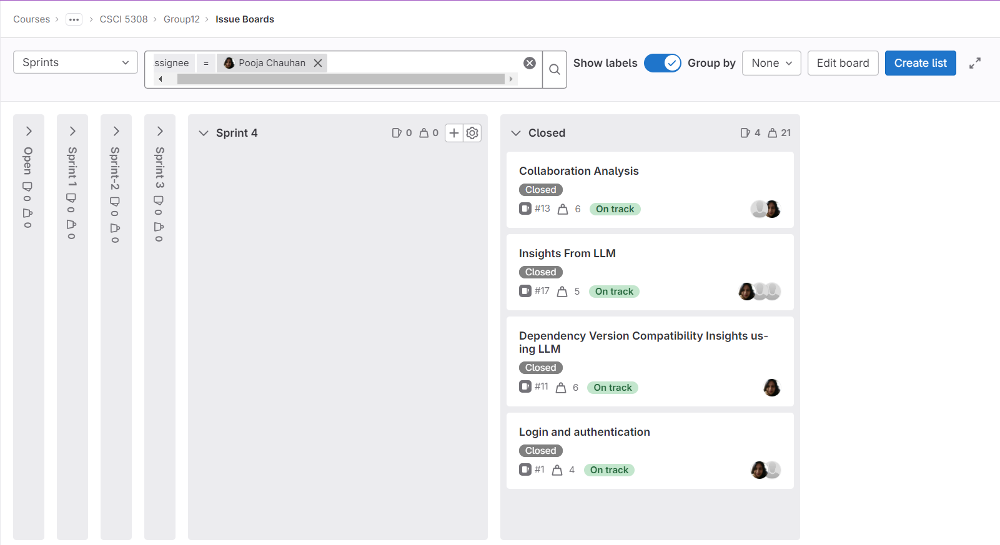 Courses > ... > CSCI 5308 > Group12 > Issue Boards
Sprints
ssignee = Pooja Chauhan
Show labels
Group by
None
Edit board
Create list
Open 0 0
Sprint 1 0 0
Sprint-2 0 0
Sprint 3 0 0
Sprint 4 0 0
Closed 4 21
Collaboration Analysis
Closed
#13 6 On track
Insights From LLM
Closed
#17 5 On track
Dependency Version Compatibility Insights us-
ing LLM
Closed
#11 6 On track
Login and authentication
Closed
#1 4 On track